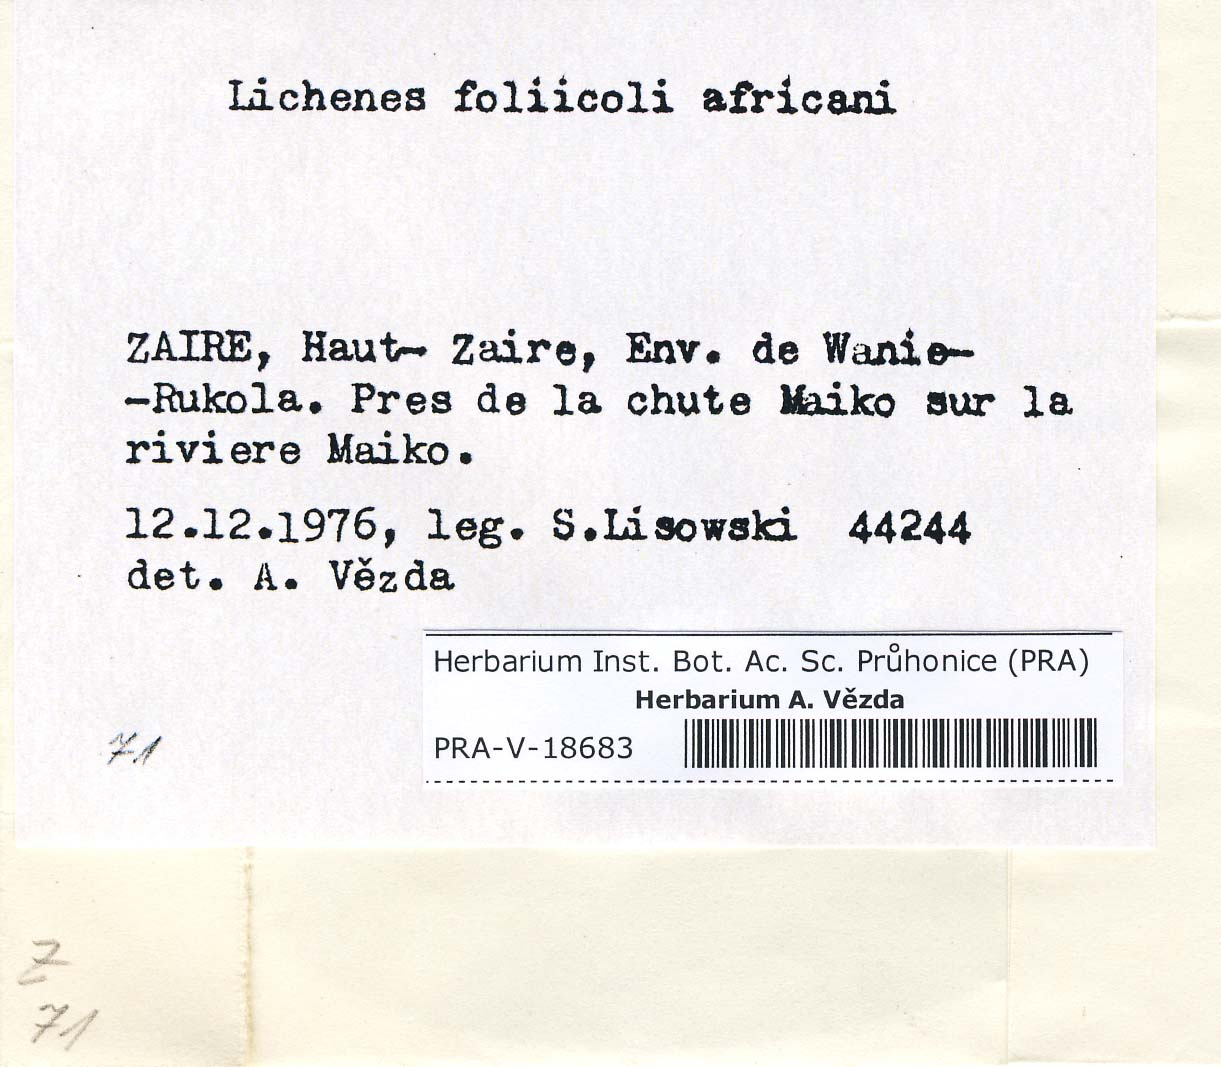 Lichenes foliicoli africani
ZAIRE, Haut- Zaire, Env. de Wanie-
-Rukola. Pres de la chute Maiko sur la
riviere Maiko.
12.12.1976, leg. S.Lisowski 44244
det. A. Vězda
Herbarium Inst. Bot. Ac. Sc. Průhonice (PRA)
Herbarium A. Vězda
PRA-V-18683
71
Z
71